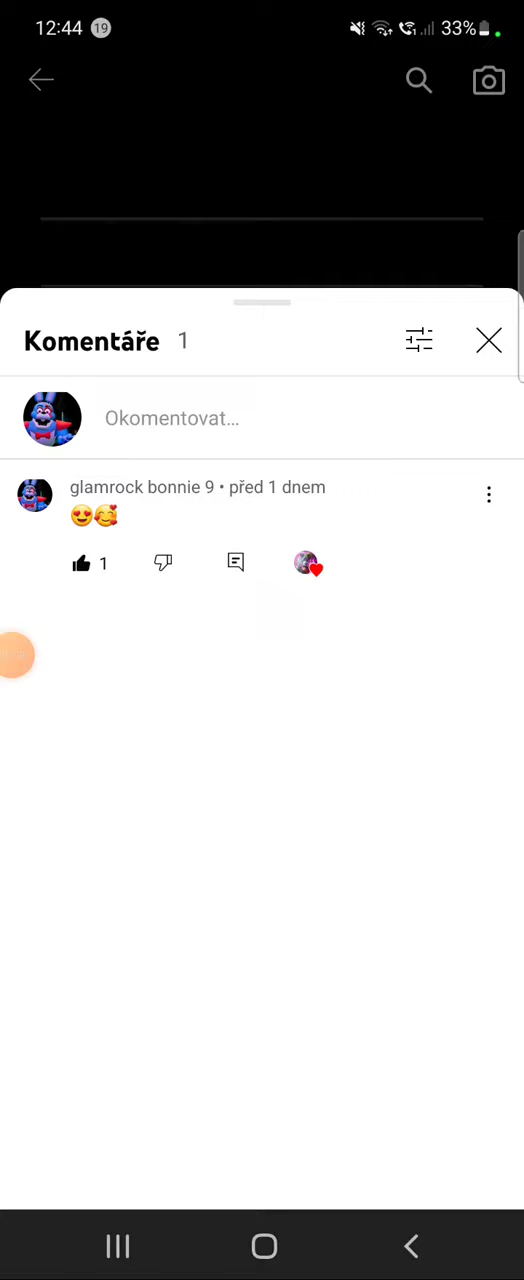 12:44 19 33%
Komentáře 1
Okomentovat...
glamrock bonnie 9 • před 1 dnem
😍🥰
1